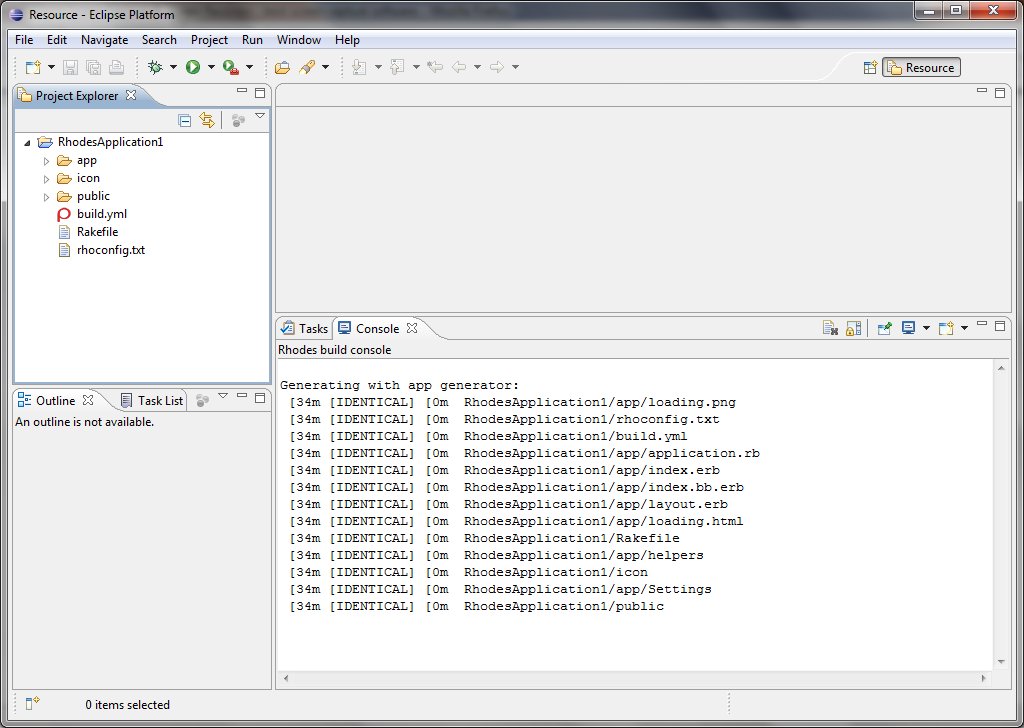 Resource - Eclipse Platform
File Edit Navigate Search Project Run Window Help
Resource
Project Explorer
RhodesApplication1
app
icon
public
build.yml
Rakefile
rhoconfig.txt
Outline Task List
An outline is not available.
Tasks Console
Rhodes build console
Generating with app generator:
[34m [IDENTICAL] [0m RhodesApplication1/app/loading.png
[34m [IDENTICAL] [0m RhodesApplication1/rhoconfig.txt
[34m [IDENTICAL] [0m RhodesApplication1/build.yml
[34m [IDENTICAL] [0m RhodesApplication1/app/application.rb
[34m [IDENTICAL] [0m RhodesApplication1/app/index.erb
[34m [IDENTICAL] [0m RhodesApplication1/app/index.bb.erb
[34m [IDENTICAL] [0m RhodesApplication1/app/layout.erb
[34m [IDENTICAL] [0m RhodesApplication1/app/loading.html
[34m [IDENTICAL] [0m RhodesApplication1/Rakefile
[34m [IDENTICAL] [0m RhodesApplication1/app/helpers
[34m [IDENTICAL] [0m RhodesApplication1/icon
[34m [IDENTICAL] [0m RhodesApplication1/app/Settings
[34m [IDENTICAL] [0m RhodesApplication1/public
0 items selected